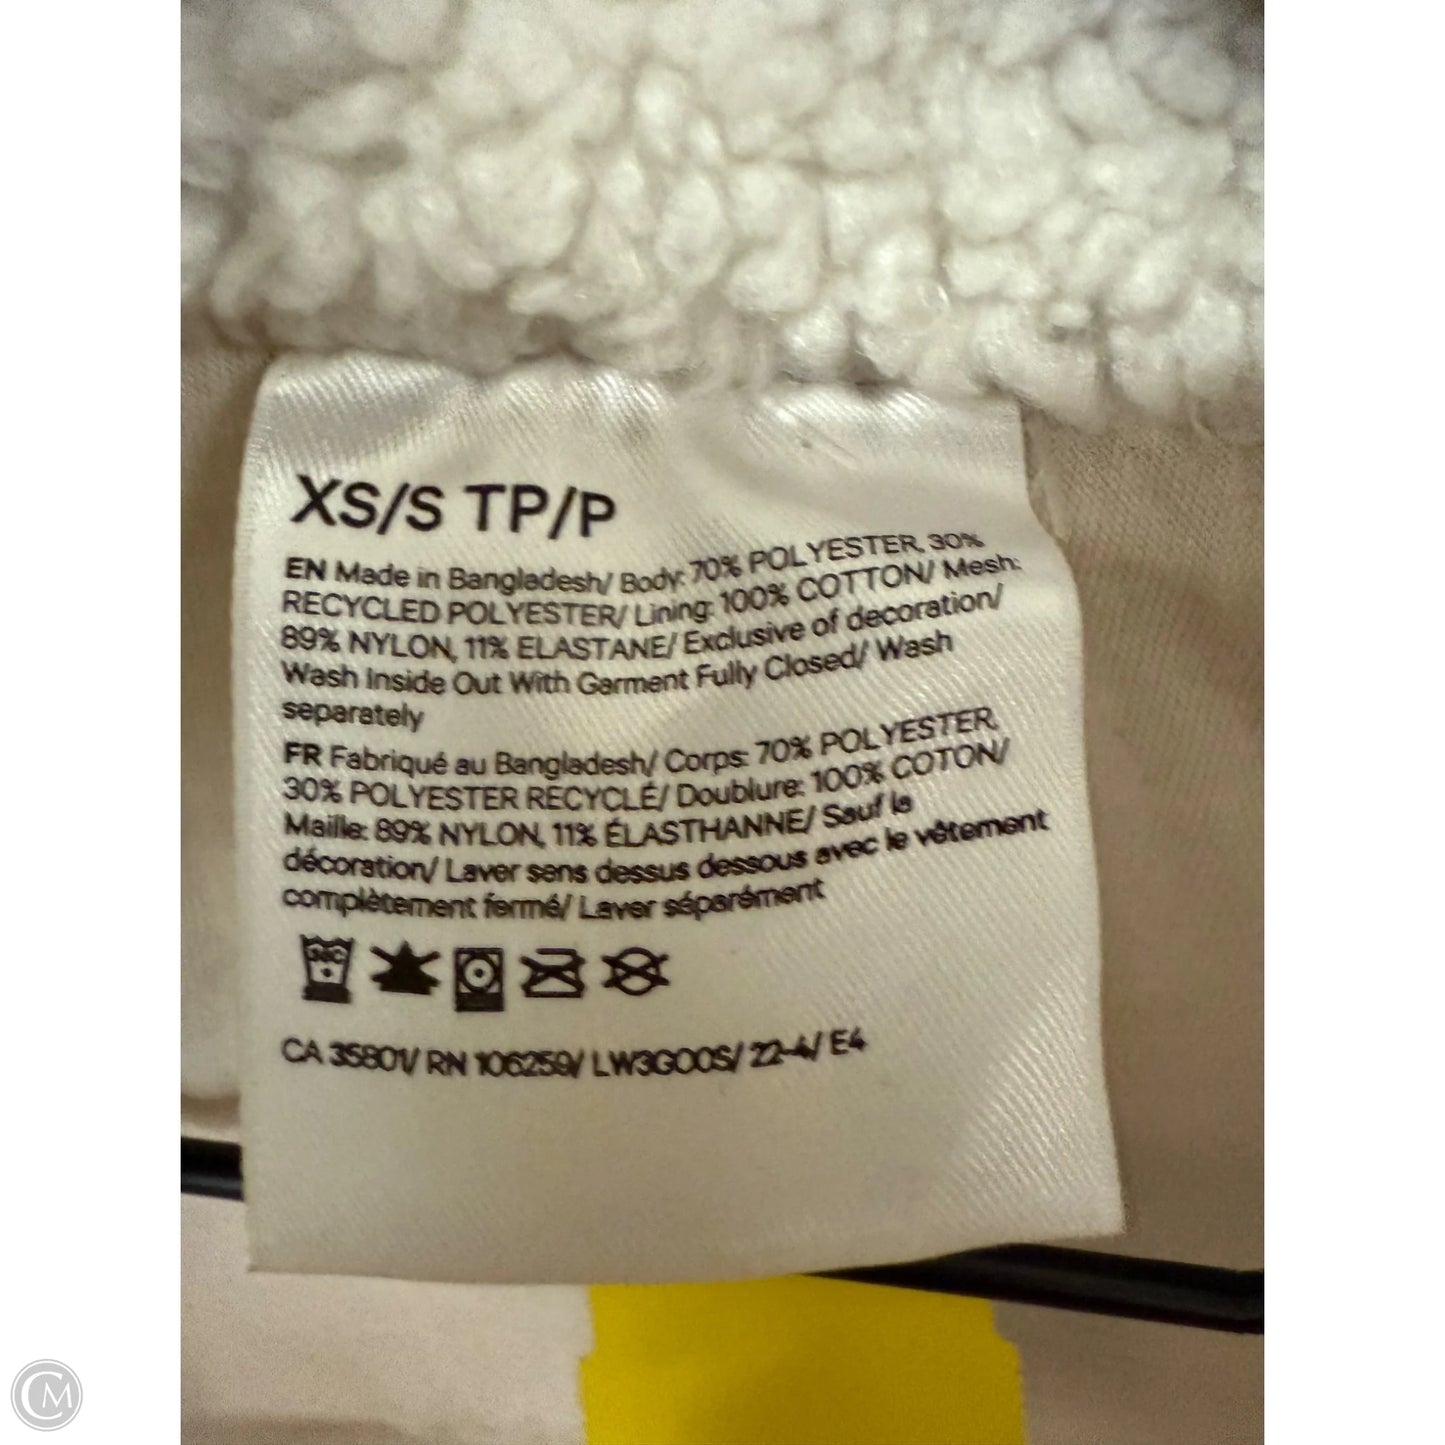 XS/S TP/P
EN Made in Bangladesh/ Body: 70% POLYESTER, 30%
RECYCLED POLYESTER/ Lining: 100% COTTON/ Mesh:
89% NYLON, 11% ELASTANE/ Exclusive of decoration/
Wash Inside Out With Garment Fully Closed/ Wash
separately
FR Fabriqué au Bangladesh/ Corps: 70% POLYESTER,
30% POLYESTER RECYCLÉ/ Doublure: 100% COTON/
Maille: 89% NYLON, 11% ÉLASTHANNE/ Sauf la
décoration/ Laver sens dessus dessous avec le vêtement
complètement fermé/ Laver séparément
30C
CA 35801/ RN 106259/ LW3G00S/ 22-4/ E4
CM